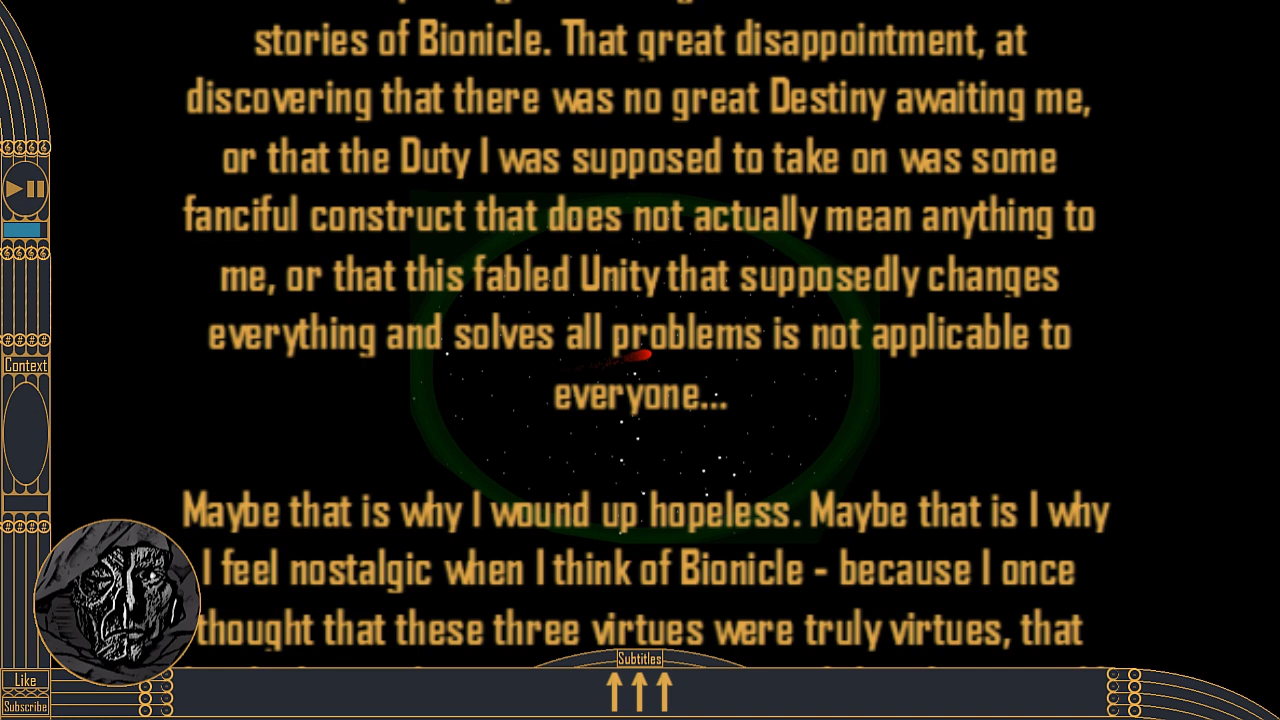 stories of Bionicle. That great disappointment, at
discovering that there was no great Destiny awaiting me,
or that the Duty I was supposed to take on was some
fanciful construct that does not actually mean anything to
me, or that this fabled Unity that supposedly changes
everything and solves all problems is not applicable to
everyone...
Maybe that is why I wound up hopeless. Maybe that is I why
I feel nostalgic when I think of Bionicle - because I once
thought that these three virtues were truly virtues, that
Context
Like
Subscribe
Subtitles